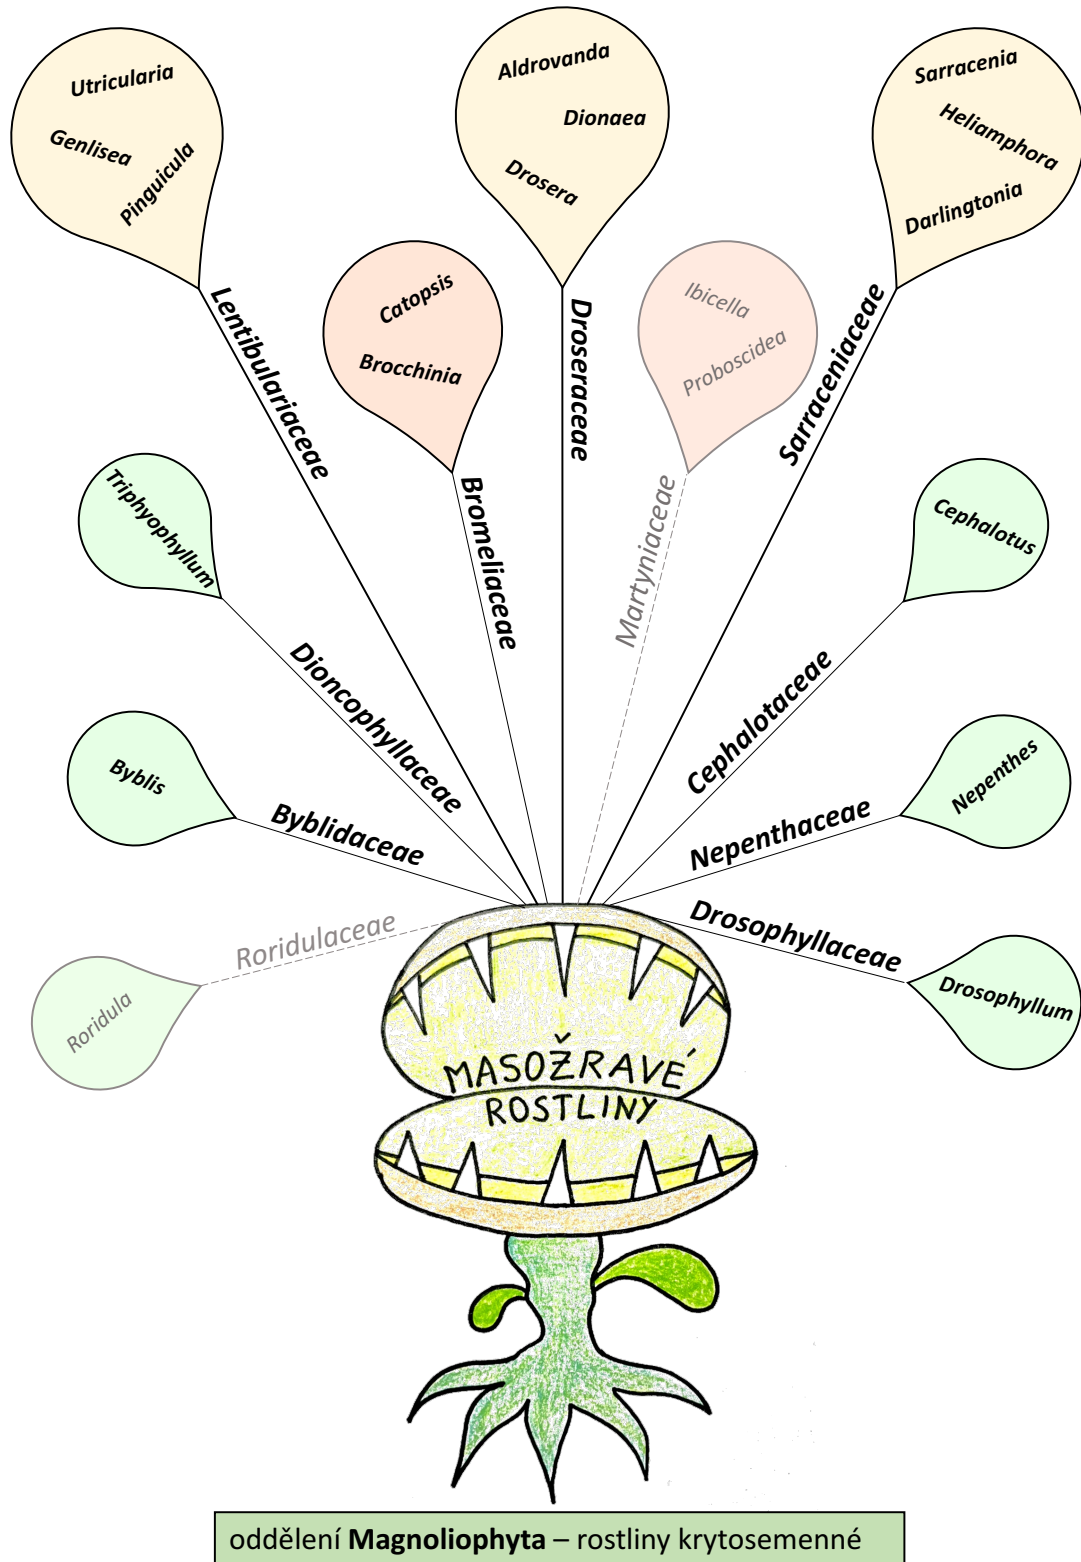 Utricularia
Genlisea
Pinguicula
Aldrovanda
Dionaea
Drosera
Sarracenia
Heliamphora
Darlingtonia
Catopsis
Brocchinia
Ibicella
Proboscidea
Lentibulariaceae
Bromeliaceae
Droseraceae
Martyniaceae
Sarraceniaceae
Triphyophyllum
Cephalotus
Dioncophyllaceae
Cephalotaceae
Byblis
Nepenthes
Byblidaceae
Nepenthaceae
Roridulaceae
Drosophyllaceae
Roridula
Drosophyllum
MASOŽRAVÉ
ROSTLINY
oddělení Magnoliophyta – rostliny krytosemenné